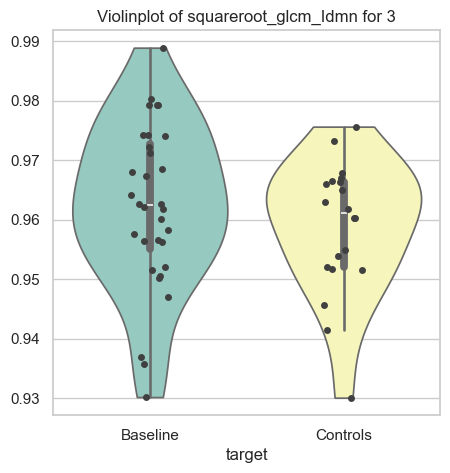 Violinplot of squareroot_glcm_Idmn for 3
0.99
0.98
0.97
0.96
0.95
0.94
0.93
Baseline
Controls
target